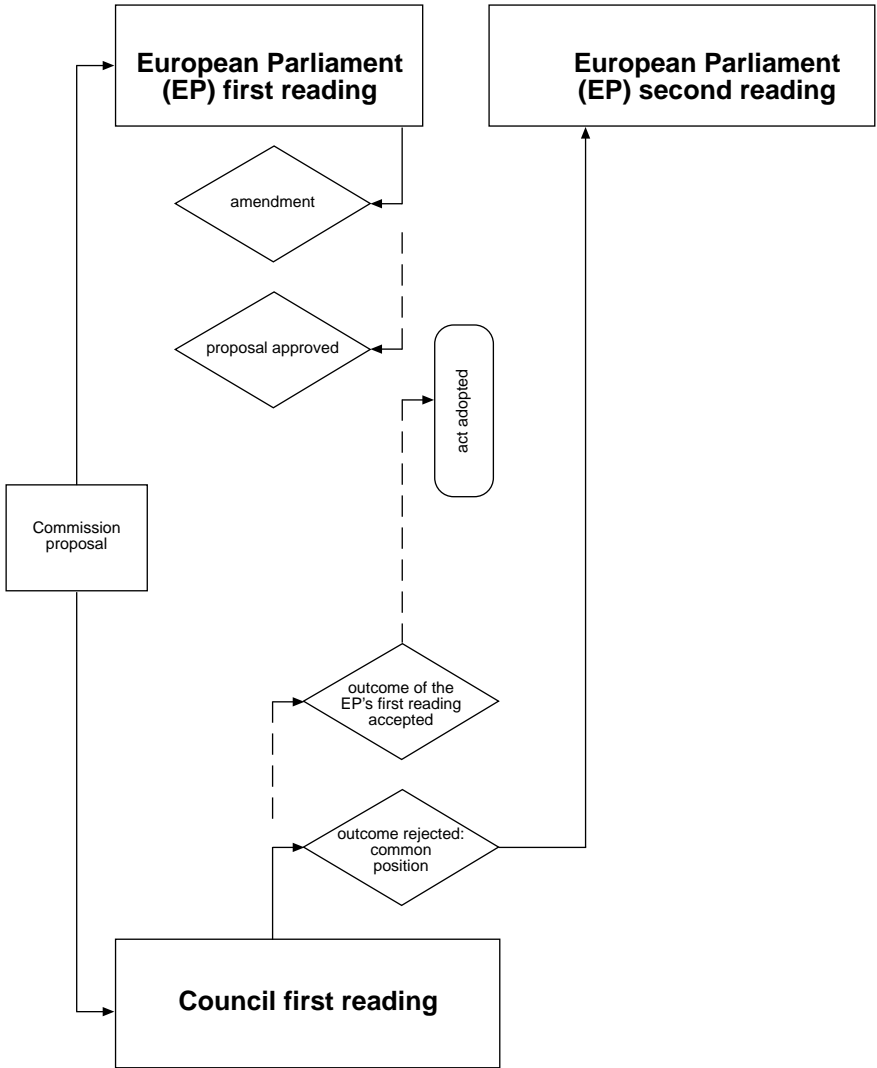 European Parliament
(EP) first reading
European Parliament
(EP) second reading
amendment
proposal approved
act adopted
Commission
proposal
outcome of the
EP's first reading
accepted
outcome rejected:
common
position
Council first reading